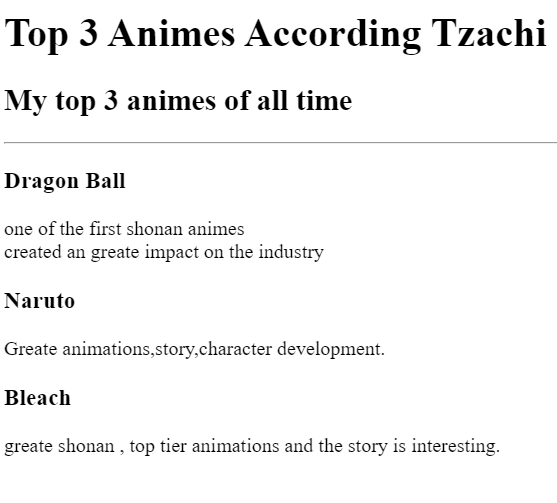 Top 3 Animes According Tzachi
My top 3 animes of all time
Dragon Ball
one of the first shonan animes
created an greate impact on the industry
Naruto
Greate animations,story,character development.
Bleach
greate shonan , top tier animations and the story is interesting.